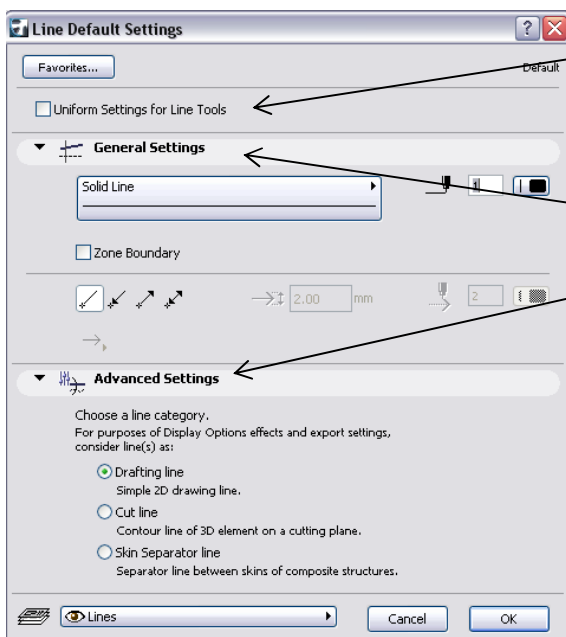 Line Default Settings
Favorites...
Default
Uniform Settings for Line Tools
General Settings
Solid Line
1
Zone Boundary
2.00 mm
2
Advanced Settings
Choose a line category.
For purposes of Display Options effects and export settings,
consider line(s) as:
Drafting line
Simple 2D drawing line.
Cut line
Contour line of 3D element on a cutting plane.
Skin Separator line
Separator line between skins of composite structures.
Lines
Cancel
OK